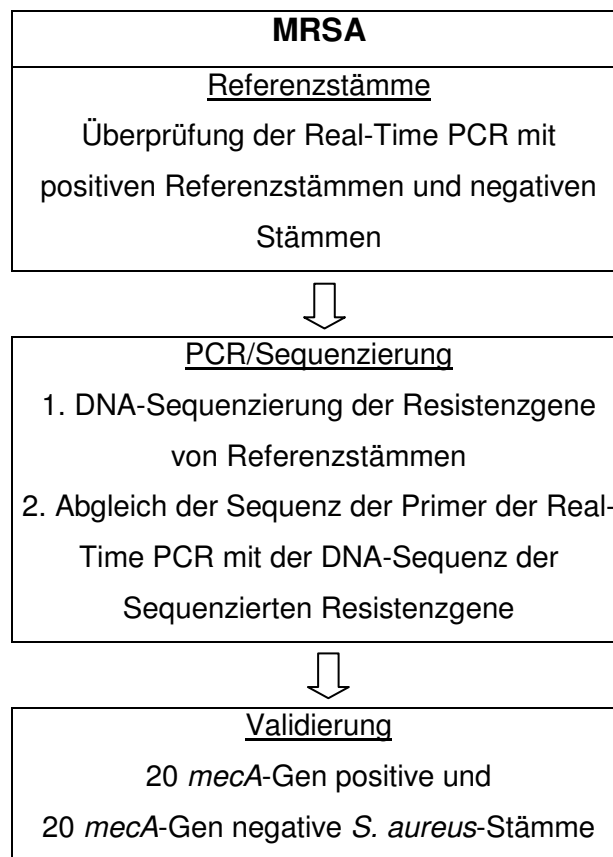 MRSA
Referenzstämme
Überprüfung der Real-Time PCR mit
positiven Referenzstämmen und negativen
Stämmen
PCR/Sequenzierung
1. DNA-Sequenzierung der Resistenzgene
von Referenzstämmen
2. Abgleich der Sequenz der Primer der Real-
Time PCR mit der DNA-Sequenz der
Sequenzierten Resistenzgene
Validierung
20 mecA-Gen positive und
20 mecA-Gen negative S. aureus-Stämme